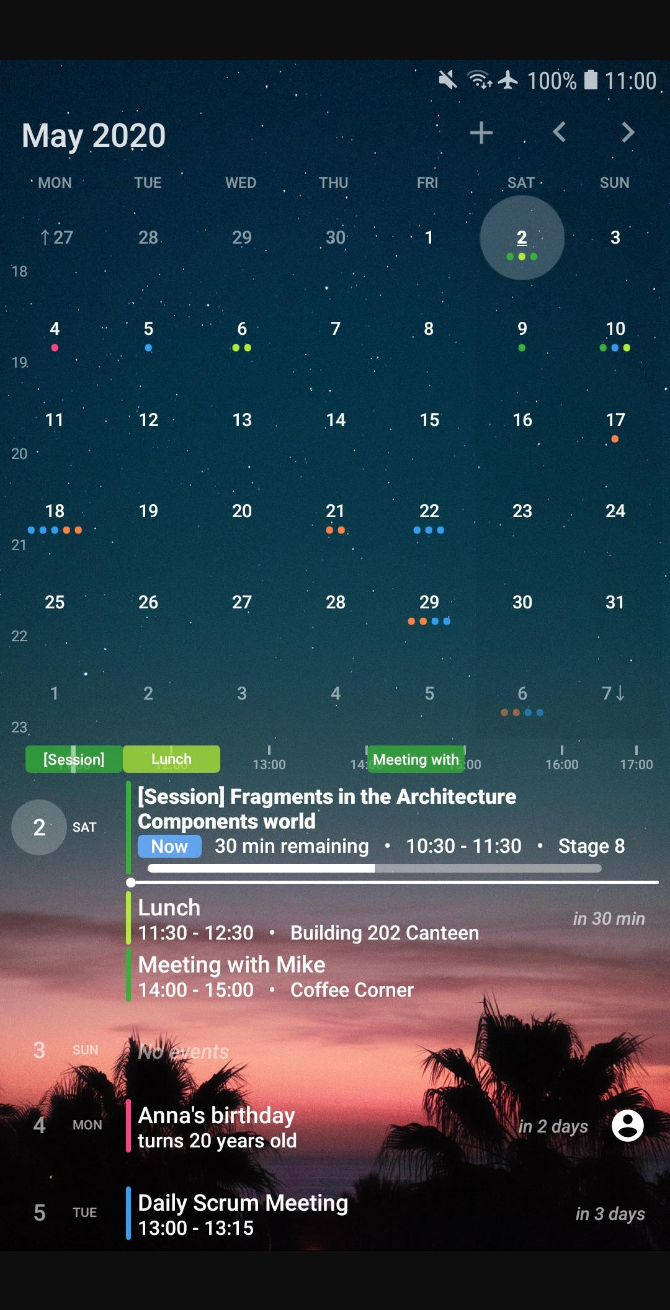 100% 11:00
May 2020 + < >
MON TUE WED THU FRI SAT SUN
↑27 28 29 30 1 2 3
18
4 5 6 7 8 9 10
19
11 12 13 14 15 16 17
20
18 19 20 21 22 23 24
21
25 26 27 28 29 30 31
22
1 2 3 4 5 6 7↓
23
[Session] Lunch 13:00 Meeting with 16:00 17:00
[Session] Fragments in the Architecture
2 SAT Components world
Now 30 min remaining • 10:30 - 11:30 • Stage 8
Lunch in 30 min
11:30 - 12:30 • Building 202 Canteen
Meeting with Mike
14:00 - 15:00 • Coffee Corner
3 SUN No events
4 MON Anna's birthday in 2 days
turns 20 years old
5 TUE Daily Scrum Meeting in 3 days
13:00 - 13:15